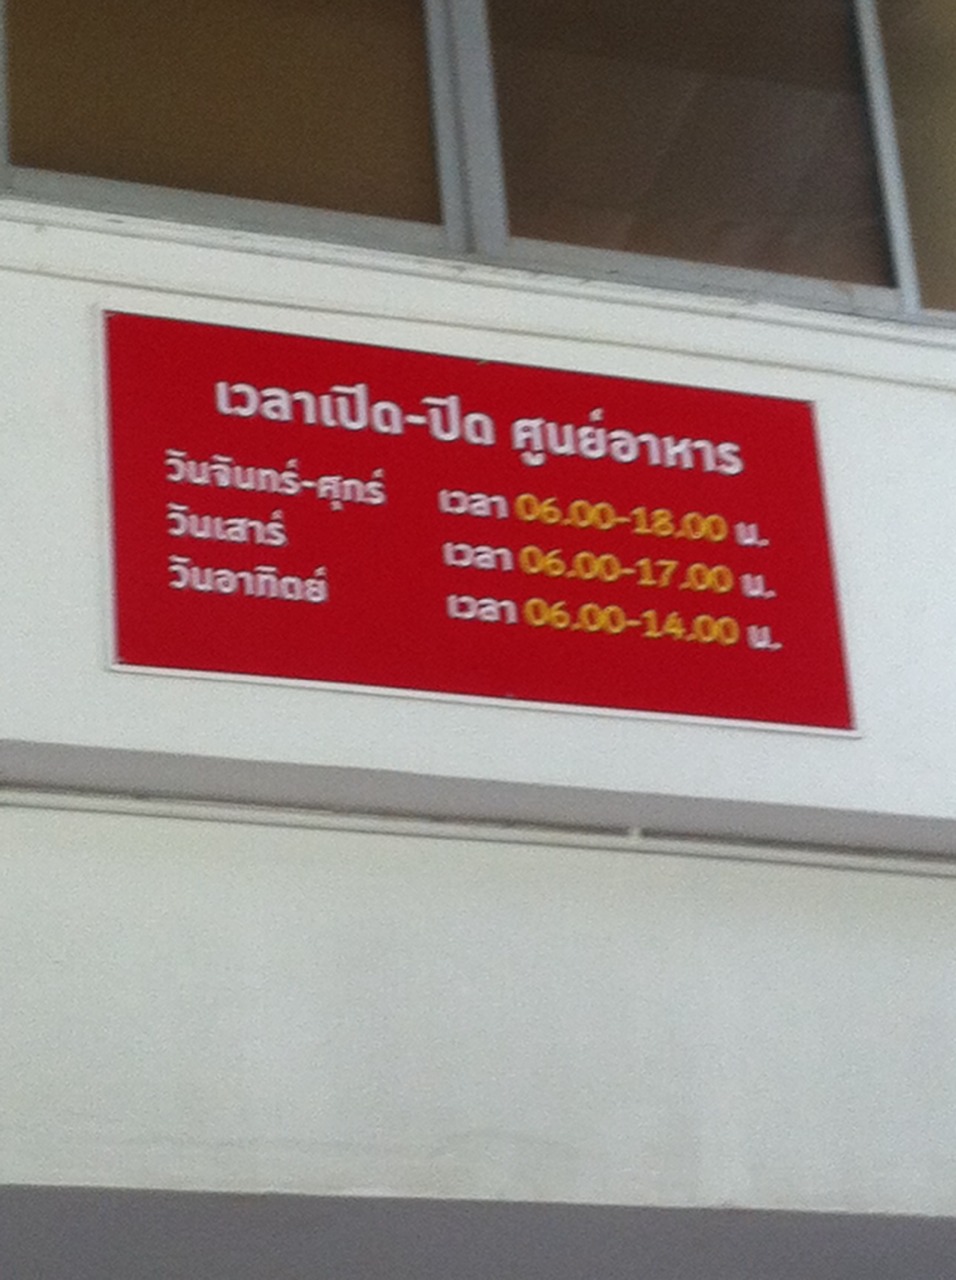 เวลาเปิด-ปิด ศูนย์อาหาร
วันจันทร์-ศุกร์ เวลา 06.00-18.00 น.
วันเสาร์ เวลา 06.00-17.00 น.
วันอาทิตย์ เวลา 06.00-14.00 น.